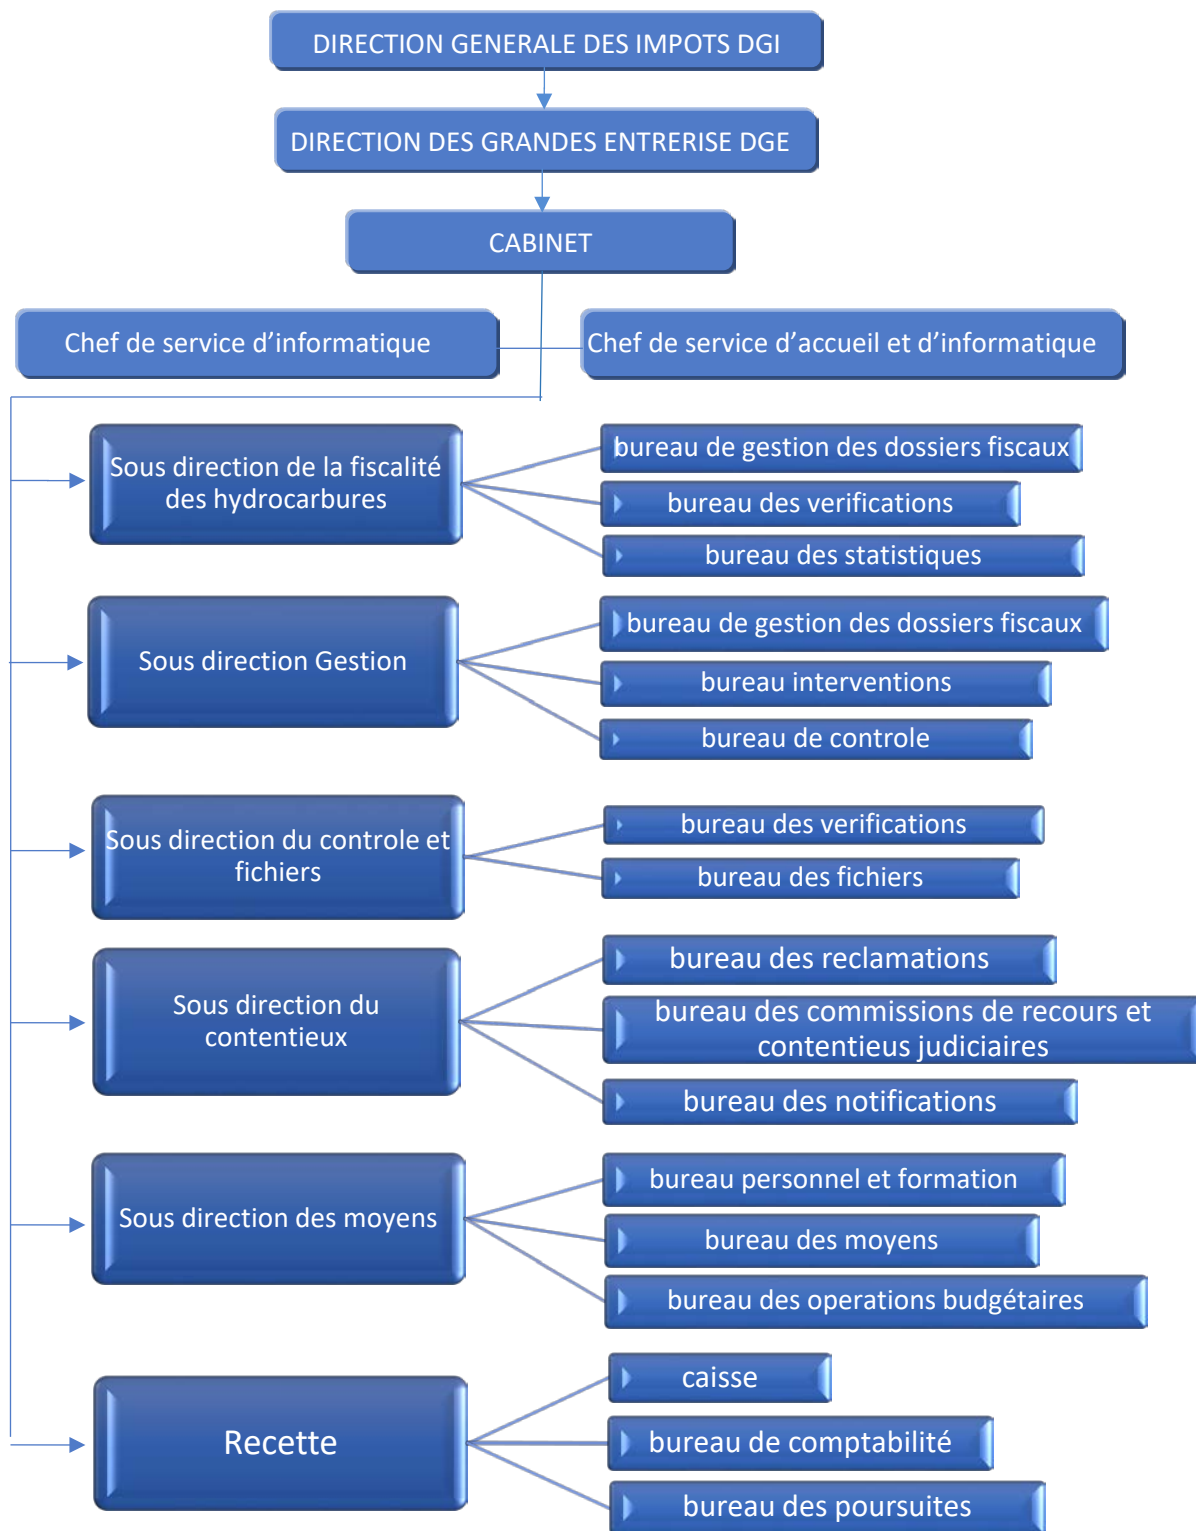 DIRECTION GENERALE DES IMPOTS DGI
DIRECTION DES GRANDES ENTRERISE DGE
CABINET
Chef de service d’informatique
Chef de service d’accueil et d’informatique
Sous direction de la fiscalité
des hydrocarbures
bureau de gestion des dossiers fiscaux
bureau des verifications
bureau des statistiques
Sous direction Gestion
bureau de gestion des dossiers fiscaux
bureau interventions
bureau de controle
Sous direction du controle et
fichiers
bureau des verifications
bureau des fichiers
Sous direction du
contentieux
bureau des reclamations
bureau des commissions de recours et
contentieus judiciaires
bureau des notifications
Sous direction des moyens
bureau personnel et formation
bureau des moyens
bureau des operations budgétaires
Recette
caisse
bureau de comptabilité
bureau des poursuites